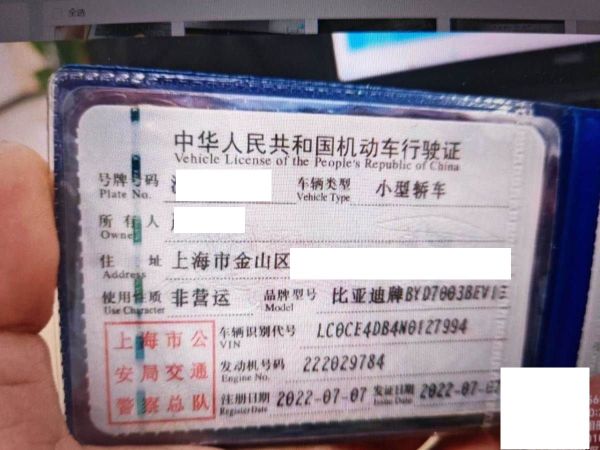 全选
中华人民共和国机动车行驶证
Vehicle License of the People's Republic of China
号牌号码 车辆类型 小型轿车
Plate No. Vehicle Type
所有人
Owner
住址 上海市金山区
Address
使用性质 非营运 品牌型号 比亚迪牌BYD7003BEV1
Use Character Model
上海市公
安局交通
警察总队
车辆识别代号 LC0CE4DB4N0127994
VIN
发动机号码 222029784
Engine No.
注册日期 2022-07-07 发证日期 2022-07-07
Register Date Issue Date